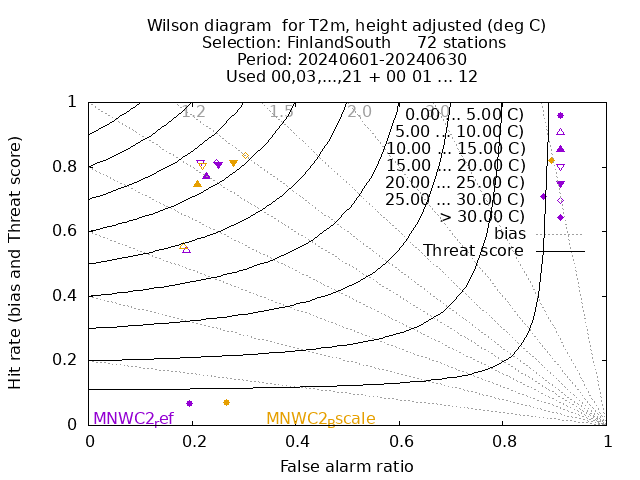 Wilson diagram  for T2m, height adjusted (deg C)
Selection: FinlandSouth     72 stations
Period: 20240601-20240630
Used 00,03,...,21 + 00 01 ... 12
Hit rate (bias and Threat score)
1
0.8
0.6
0.4
0.2
0
1.2
1.5
2.0
3.0
0.00 ... 5.00 C)
5.00 ... 10.00 C)
10.00 ... 15.00 C)
15.00 ... 20.00 C)
20.00 ... 25.00 C)
25.00 ... 30.00 C)
> 30.00 C)
bias
Threat score
MNWC2_ref
MNWC2_Bscale
0 0.2 0.4 0.6 0.8 1
False alarm ratio